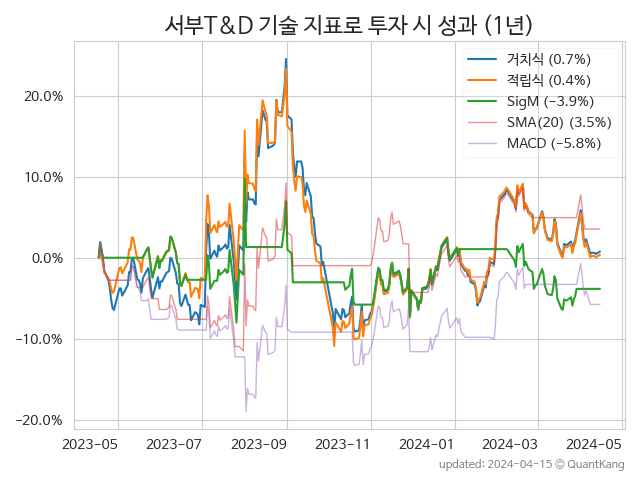 서부T&D 기술 지표로 투자 시 성과 (1년)
거치식 (0.7%)
적립식 (0.4%)
SigM (−3.9%)
SMA(20) (3.5%)
MACD (−5.8%)
20.0%
10.0%
0.0%
−10.0%
−20.0%
2023-05 2023-07 2023-09 2023-11 2024-01 2024-03 2024-05
updated: 2024-04-15 © QuantKang